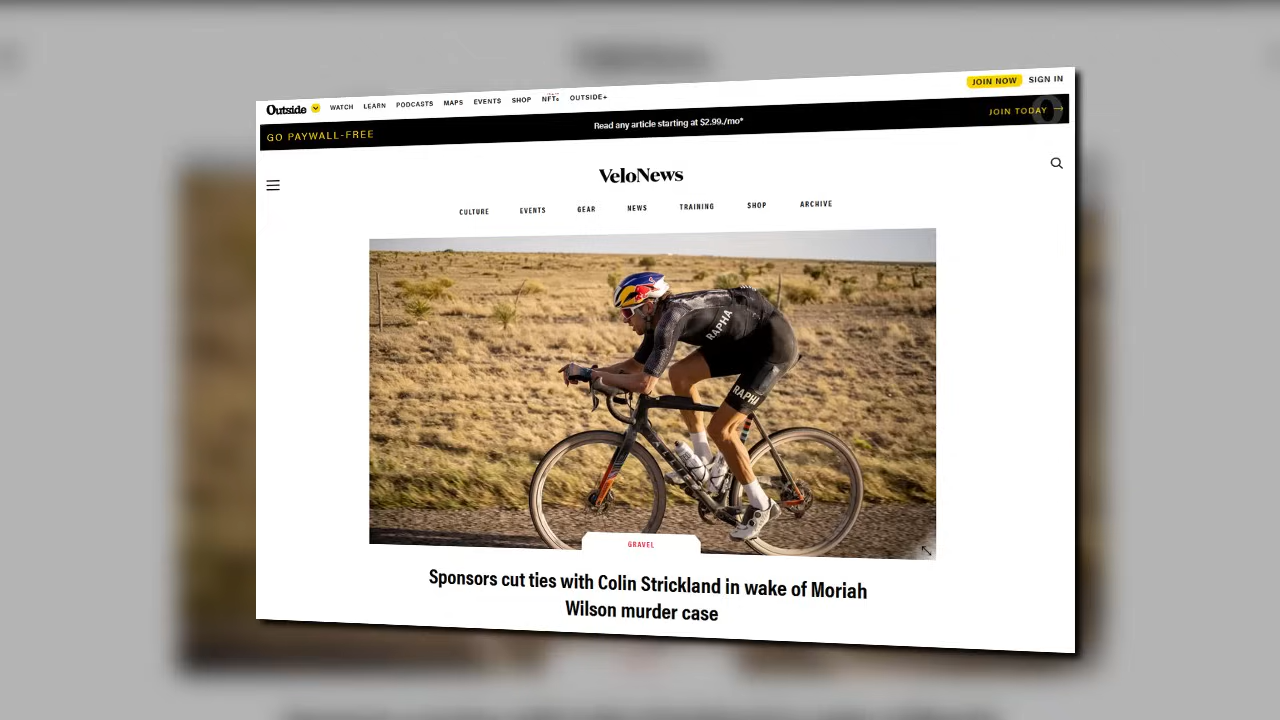 Outside WATCH LEARN PODCASTS MAPS EVENTS SHOP NFTs OUTSIDE+ JOIN NOW SIGN IN
GO PAYWALL-FREE Read any article starting at $2.99./mo* JOIN TODAY
VeloNews
CULTURE EVENTS GEAR NEWS TRAINING SHOP ARCHIVE
RAPHA
RAPHA
GRAVEL
Sponsors cut ties with Colin Strickland in wake of Moriah
Wilson murder case